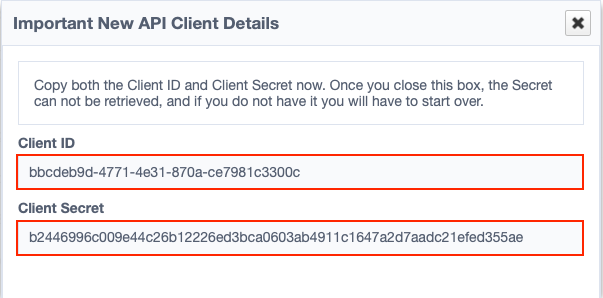 Important New API Client Details
Copy both the Client ID and Client Secret now. Once you close this box, the Secret
can not be retrieved, and if you do not have it you will have to start over.
Client ID
bbcdeb9d-4771-4e31-870a-ce7981c3300c
Client Secret
b2446996c009e44c26b12226ed3bca0603ab4911c1647a2d7aadc21efed355ae